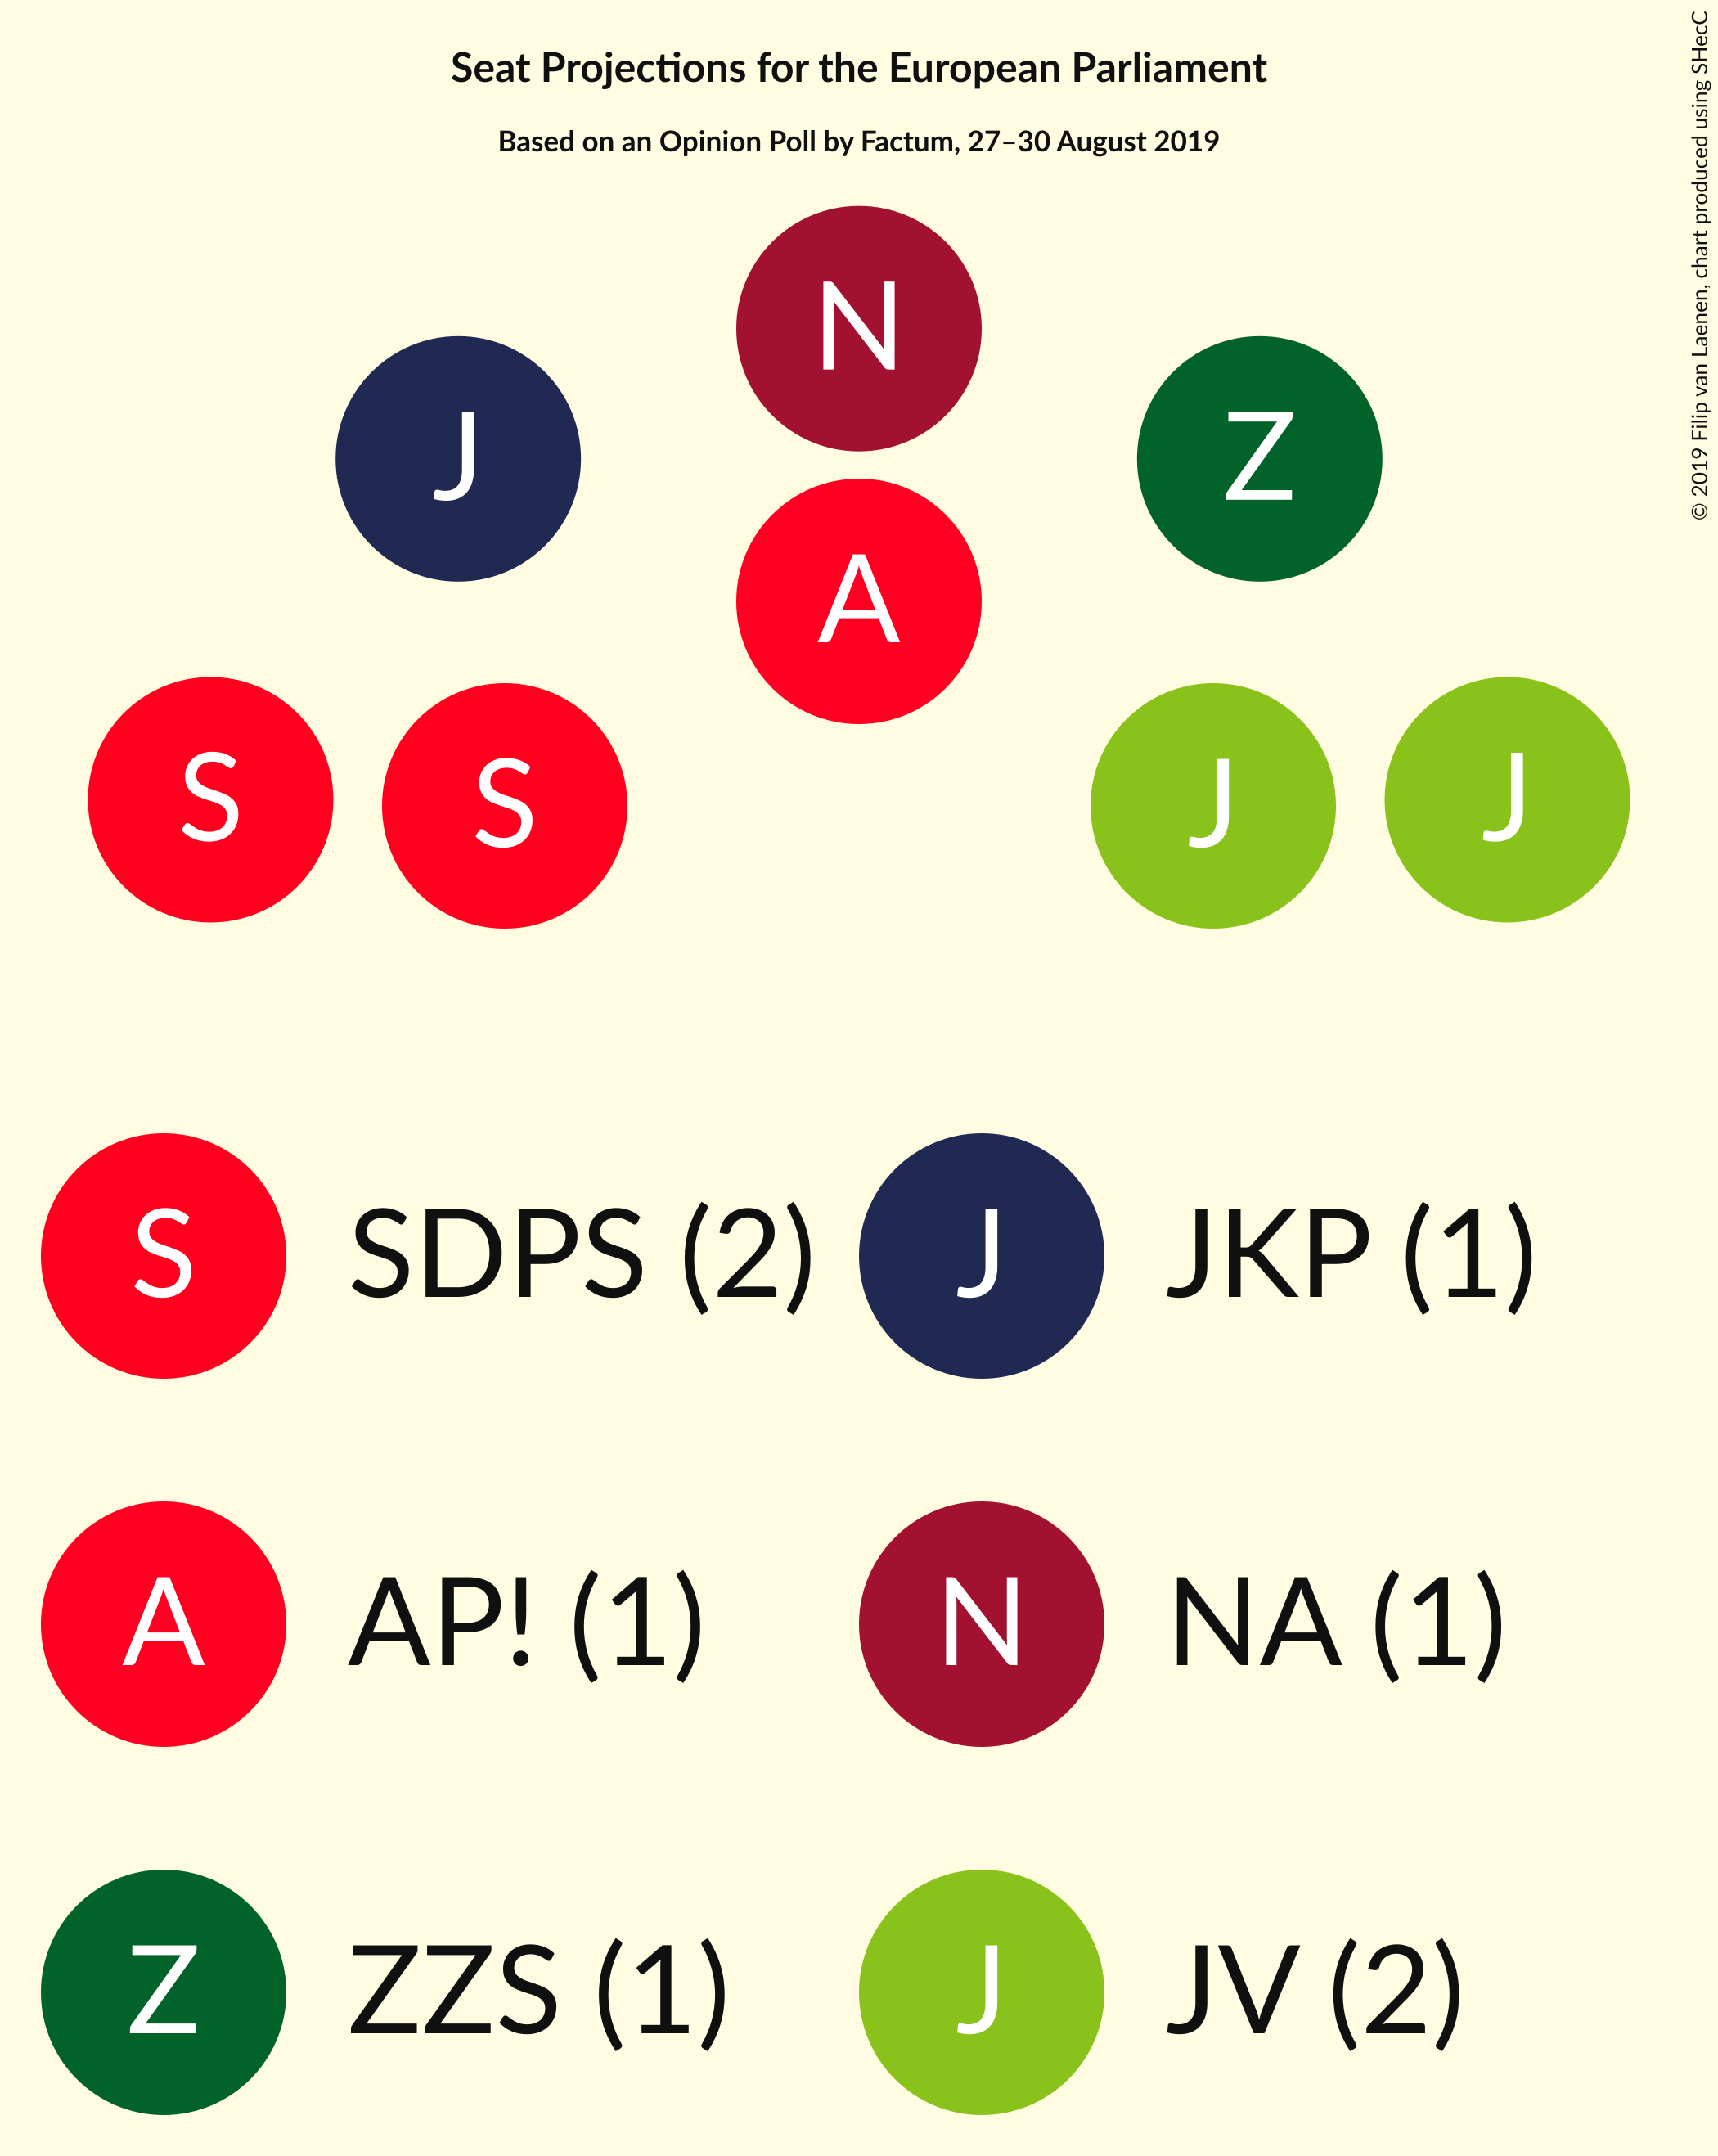 Seat Projections for the European Parliament
Based on an Opinion Poll by Factum, 27–30 August 2019
© 2019 Filip van Laenen, chart produced using SHecC
N
J
Z
A
S
S
J
J
S
SDPS (2)
J
JKP (1)
A
AP! (1)
N
NA (1)
Z
ZZS (1)
J
JV (2)